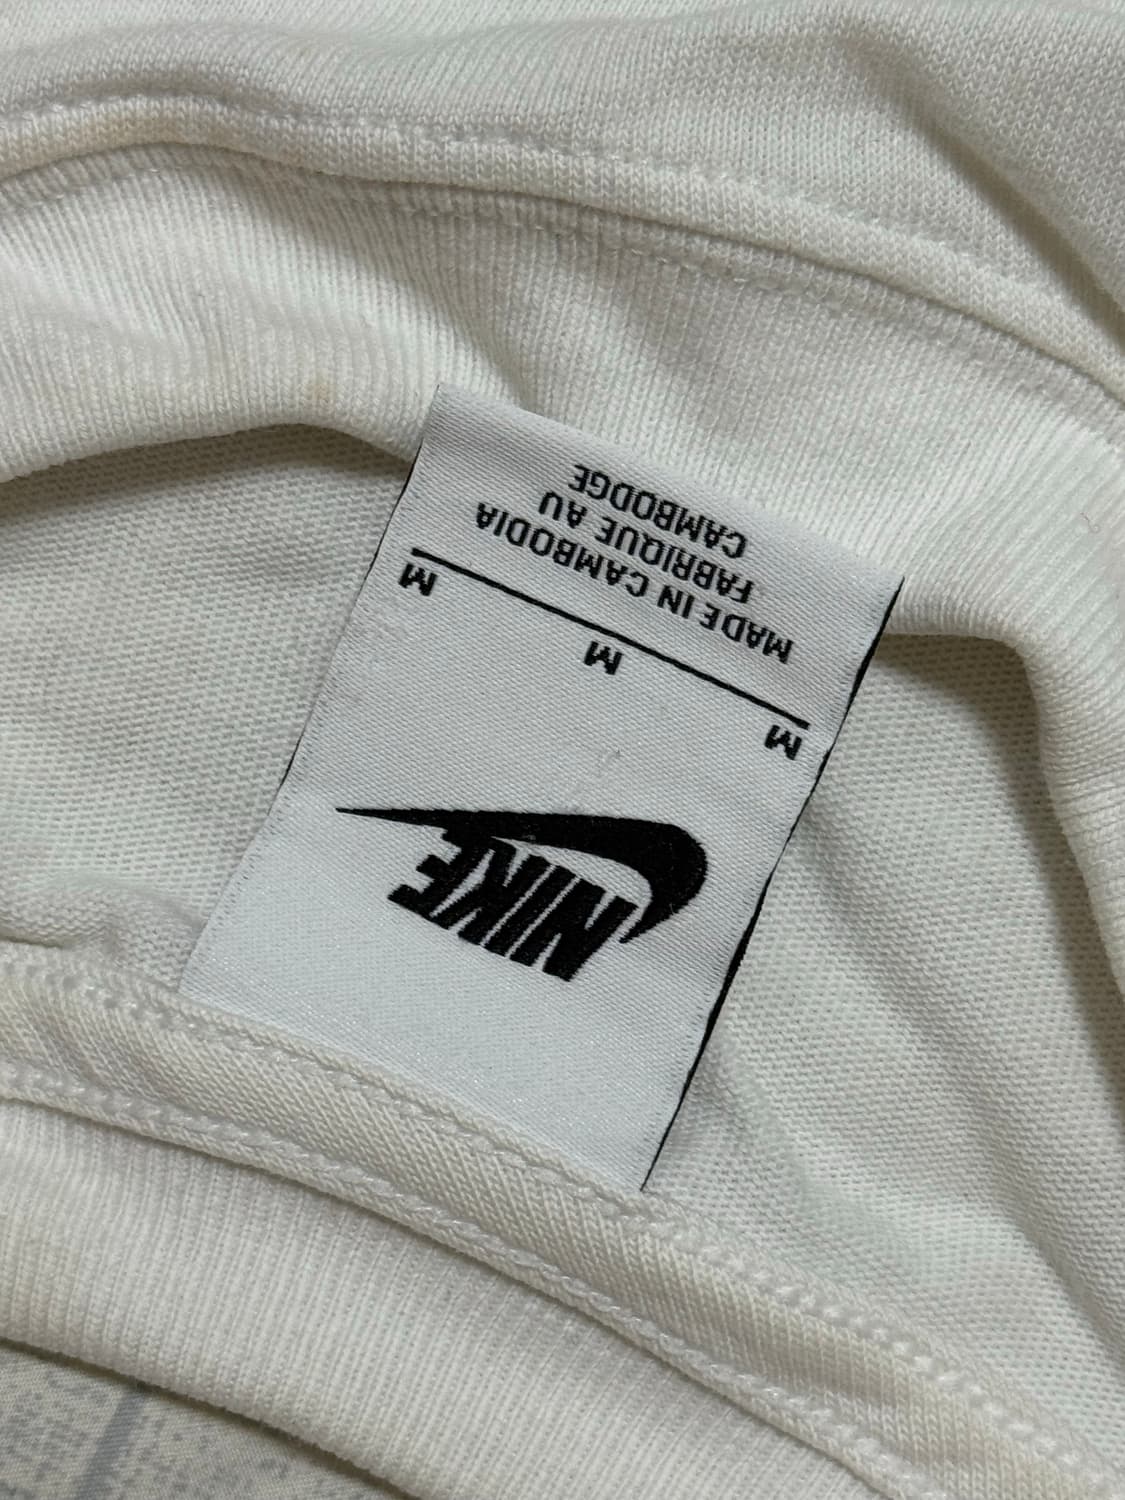 NIKE
M M M
MADE IN CAMBODIA
FABRIQUE AU
CAMBODGE